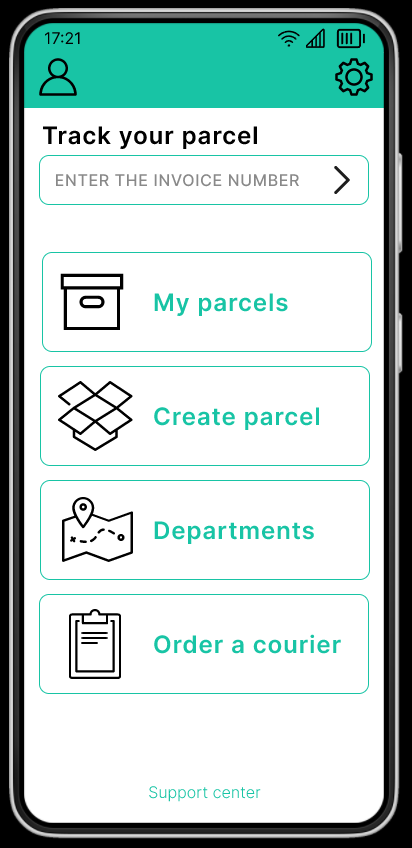 17:21
Track your parcel
ENTER THE INVOICE NUMBER
My parcels
Create parcel
Departments
Order a courier
Support center